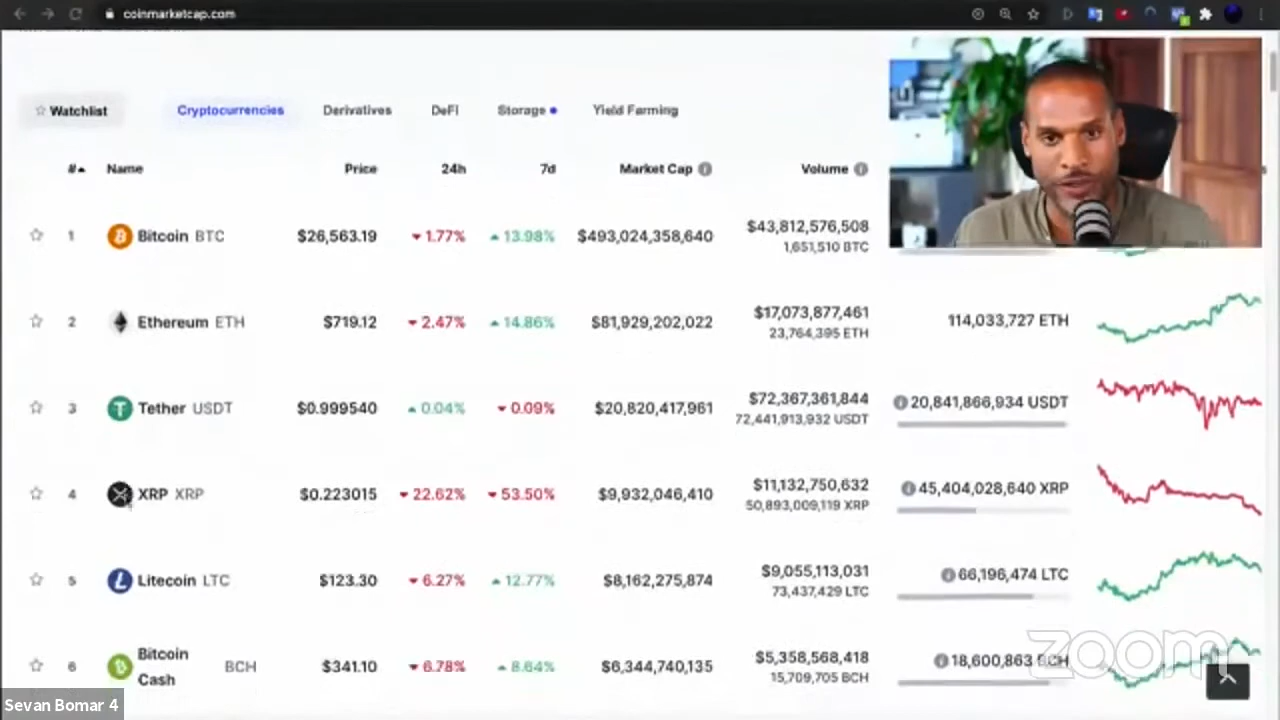 coinmarketcap.com
Watchlist Cryptocurrencies Derivatives DeFi Storage Yield Farming
# Name Price 24h 7d Market Cap Volume
1 Bitcoin BTC $26,563.19 1.77% 13.98% $493,024,358,640 $43,812,576,508
1,651,510 BTC
2 Ethereum ETH $719.12 2.47% 14.86% $81,929,202,022 $17,073,877,461 114,033,727 ETH
23,764,395 ETH
3 Tether USDT $0.999540 0.04% 0.09% $20,820,417,961 $72,367,361,844 20,841,866,934 USDT
72,441,913,932 USDT
4 XRP XRP $0.223015 22.62% 53.50% $9,932,046,410 $11,132,750,632 45,404,028,640 XRP
50,893,009,119 XRP
5 Litecoin LTC $123.30 6.27% 12.77% $8,162,275,874 $9,055,113,031 66,196,474 LTC
73,437,429 LTC
6 Bitcoin Cash BCH $341.10 6.78% 8.64% $6,344,740,135 $5,358,568,418 18,600,863 BCH
15,709,705 BCH
zoom
Sevan Bomar 4